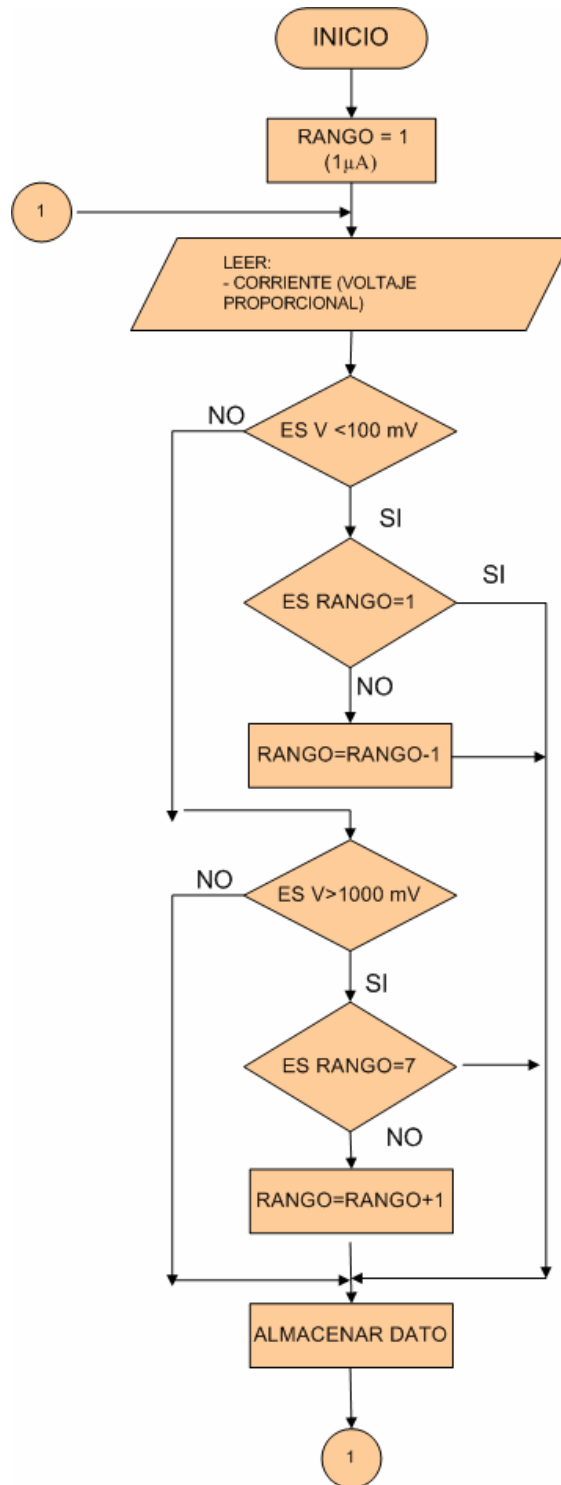 INICIO
RANGO = 1
(1µA)
1
LEER:
- CORRIENTE (VOLTAJE
PROPORCIONAL)
NO
ES V <100 mV
SI
SI
ES RANGO=1
NO
RANGO=RANGO-1
NO
ES V>1000 mV
SI
ES RANGO=7
NO
RANGO=RANGO+1
ALMACENAR DATO
1